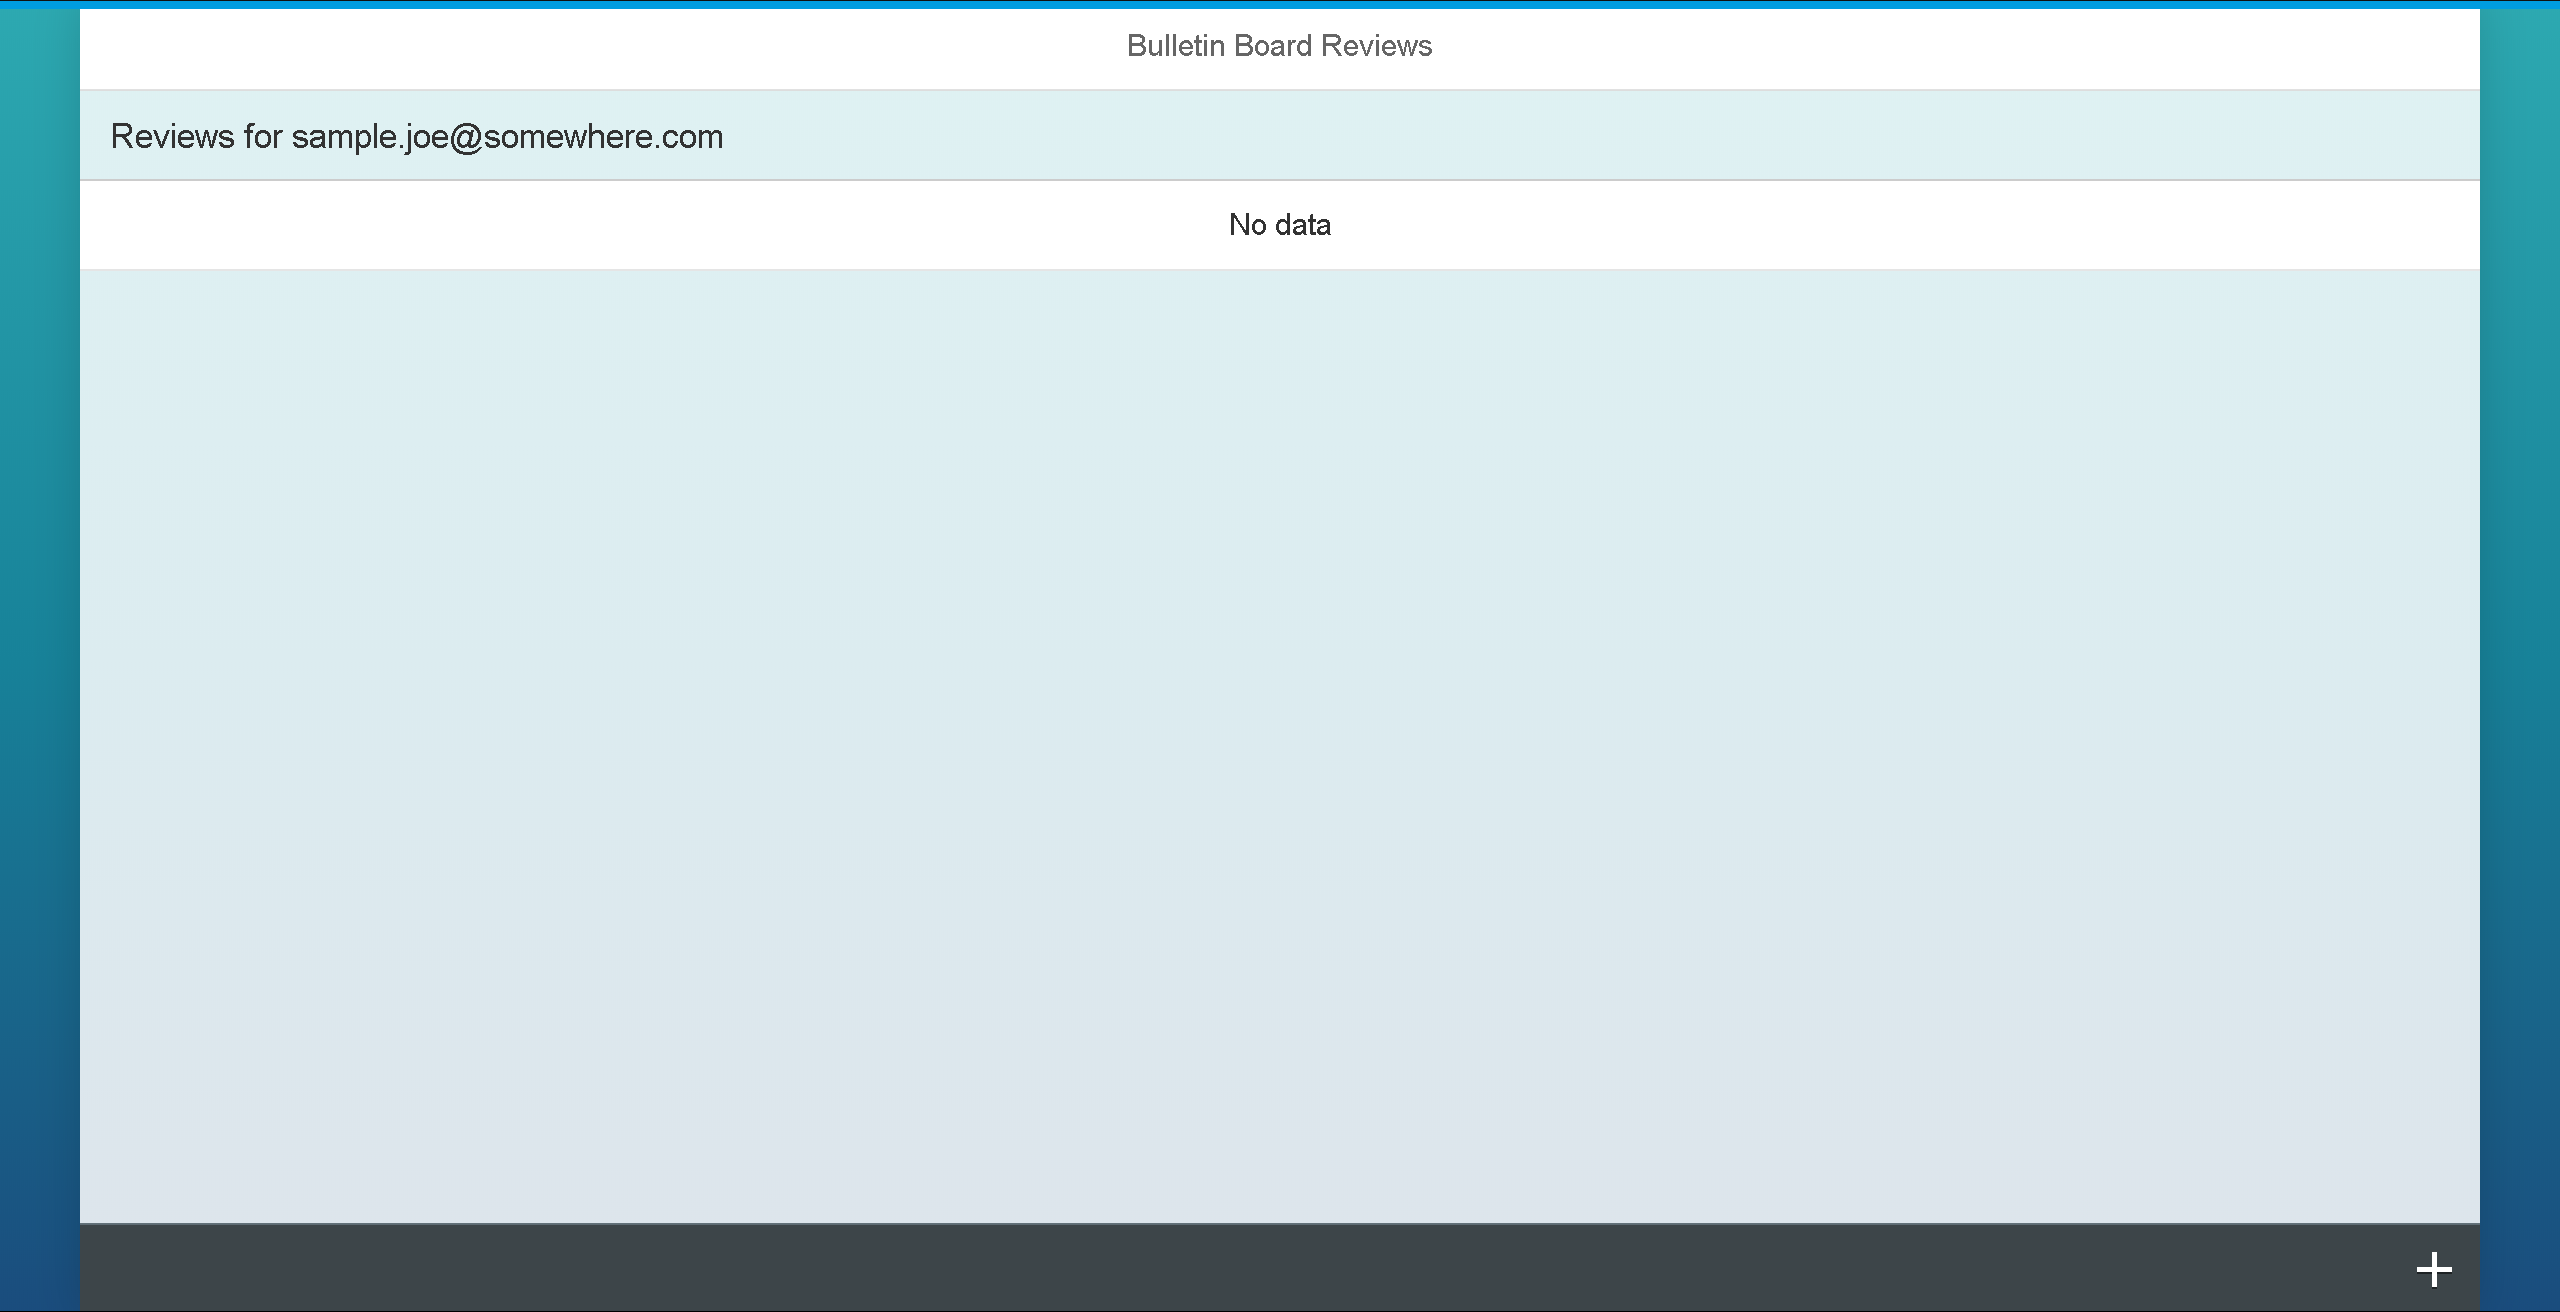 Bulletin Board Reviews
Reviews for sample.joe@somewhere.com
No data